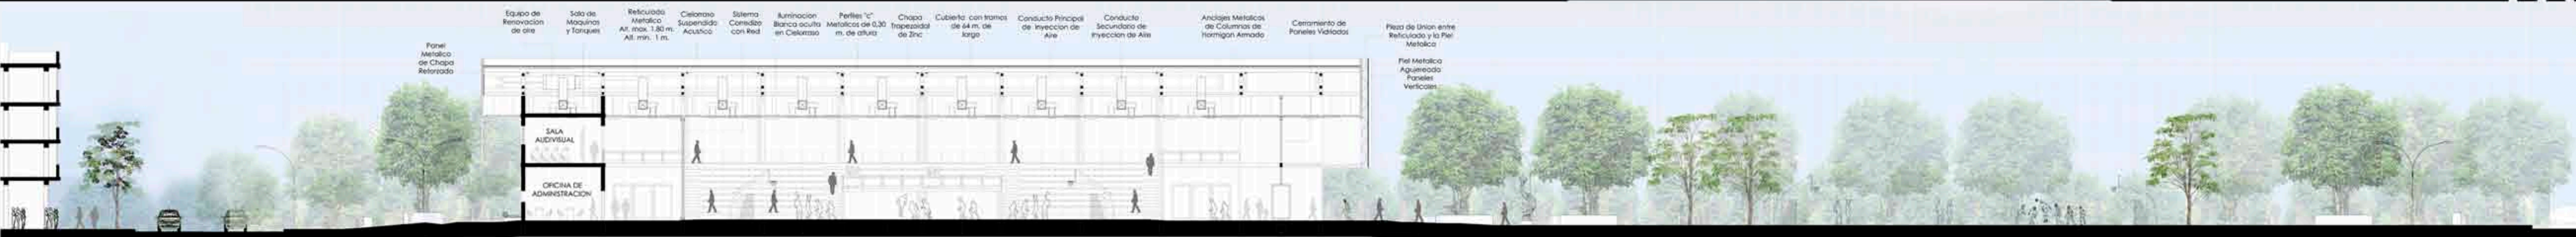 Panel
Metalico
de Chapa
Retorzado
Equipo de
Renovacion
de aire
Sala de
Maquinas
y Tanques
Reticulado
Metalico
Alt. max. 1.80 m.
Alt. min. 1 m.
Cielorraso
Suspendido
Acustico
Sistema
Corredizo
con Red
Iluminacion
Blanca oculta
en Cielorraso
Perfiles "c"
Metalicos de 0,30
m. de altura
Chapa
Trapezoidal
de Zinc
Cubierta con tramos
de 64 m. de
largo
Conducto Principal
de Inyeccion de
Aire
Conducto
Secundario de
Inyeccion de Aire
Anclajes Metalicos
de Columnas de
Hormigon Armado
Cerramiento de
Paneles Vidriados
Pieza de Union entre
Reticulado y la Piel
Metalica
Piel Metalica
Agujereada
Paneles
Verticales
SALA
AUDIVISUAL
OFICINA DE
ADMINISTRACION